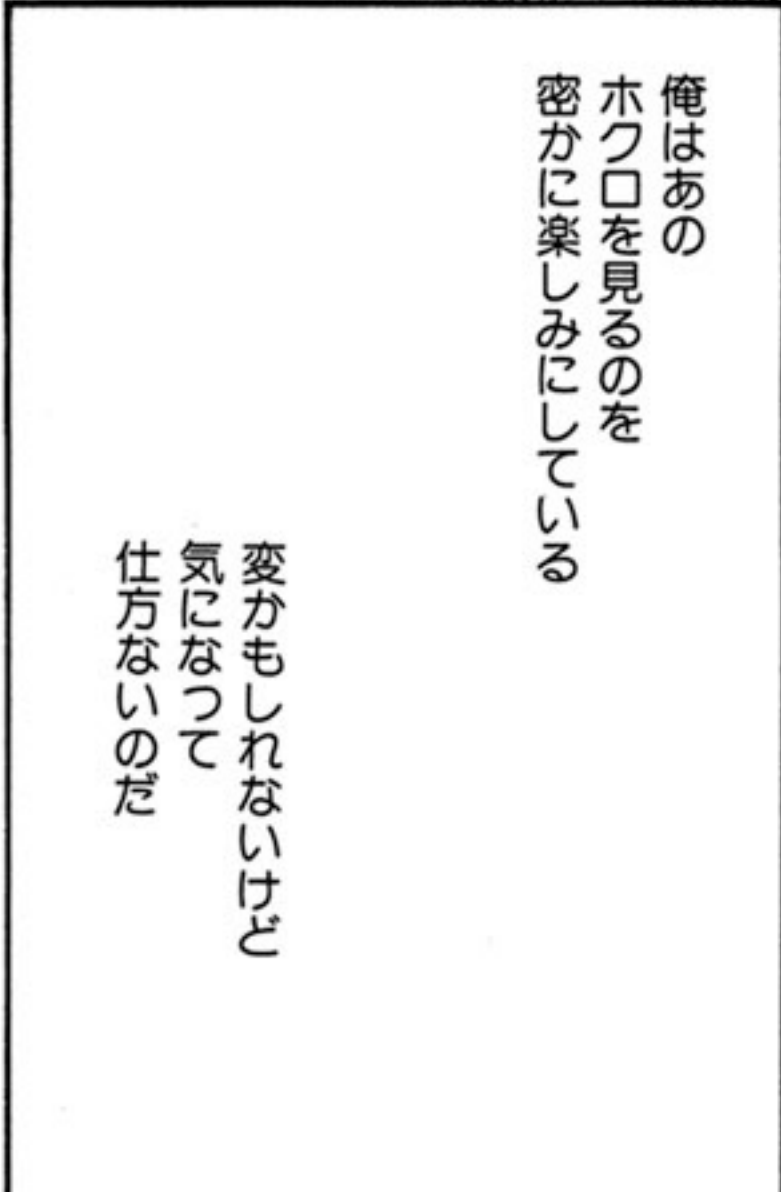 俺はあの
ホクロを見るのを
密かに楽しみにしている
変かもしれないけど
気になって
仕方ないのだ